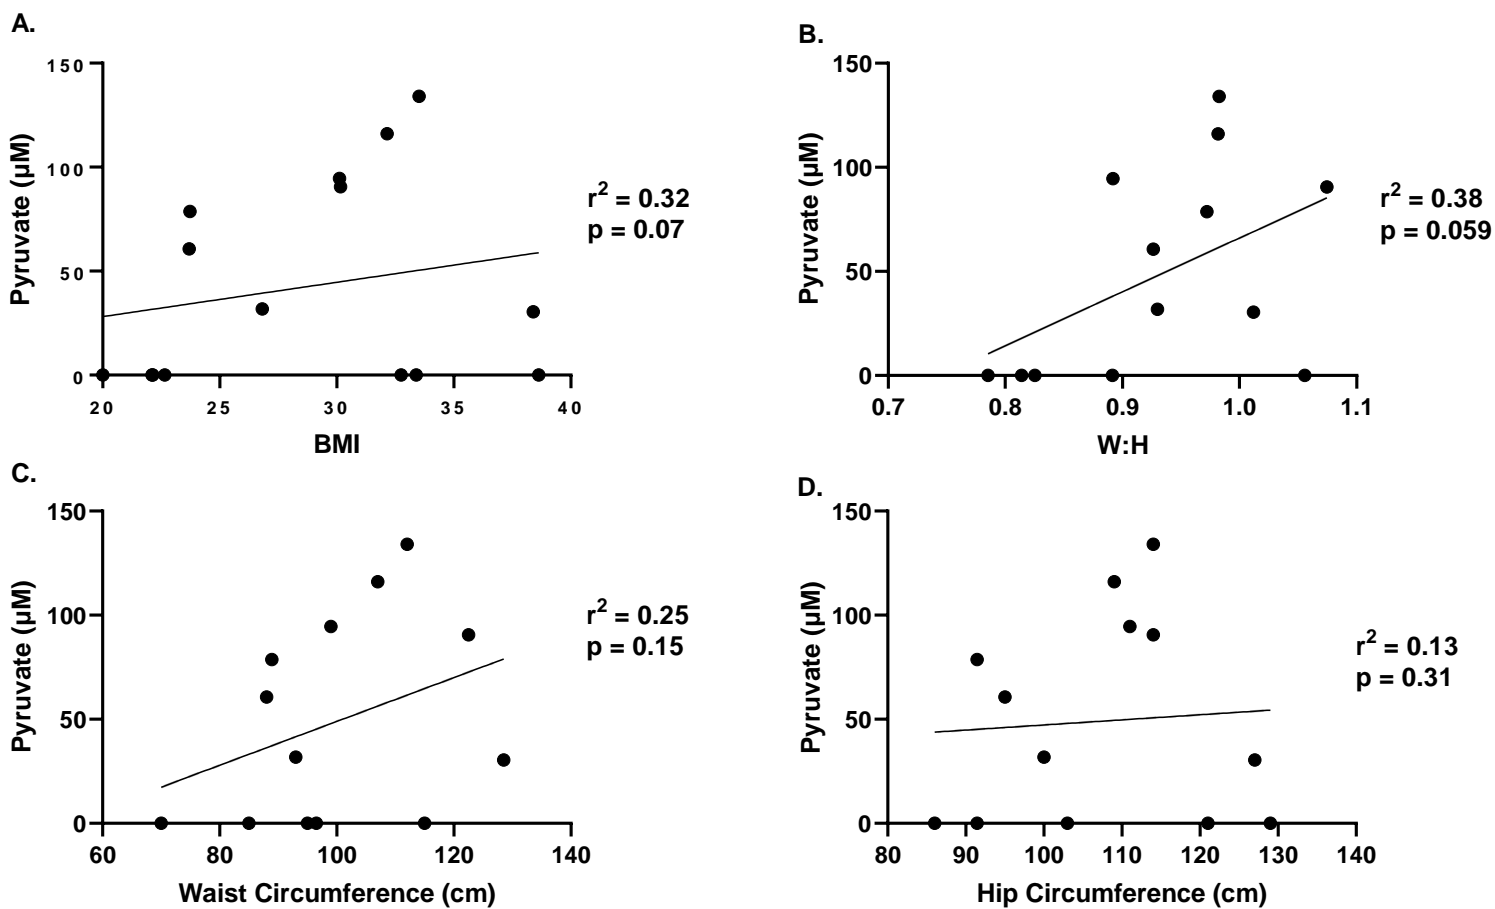 A.
150
100
50
0
Pyruvate (µM)
20 25 30 35 40
BMI
r² = 0.32
p = 0.07
B.
150
100
50
0
Pyruvate (µM)
0.7 0.8 0.9 1.0 1.1
W:H
r² = 0.38
p = 0.059
C.
150
100
50
0
Pyruvate (µM)
60 80 100 120 140
Waist Circumference (cm)
r² = 0.25
p = 0.15
D.
150
100
50
0
Pyruvate (µM)
80 90 100 110 120 130 140
Hip Circumference (cm)
r² = 0.13
p = 0.31